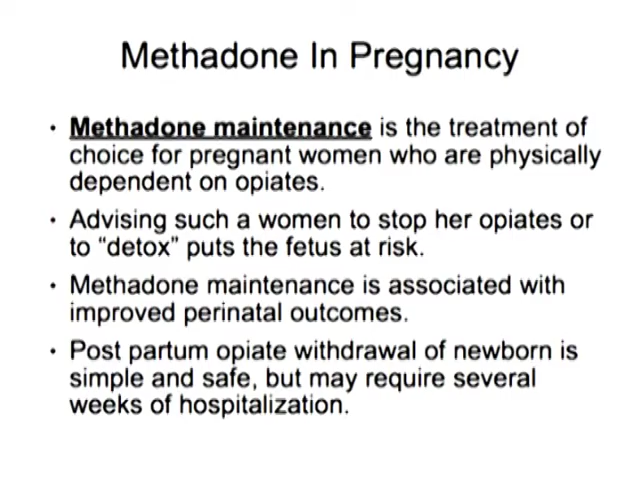 Methadone In Pregnancy
• Methadone maintenance is the treatment of
choice for pregnant women who are physically
dependent on opiates.
• Advising such a women to stop her opiates or
to “detox” puts the fetus at risk.
• Methadone maintenance is associated with
improved perinatal outcomes.
• Post partum opiate withdrawal of newborn is
simple and safe, but may require several
weeks of hospitalization.